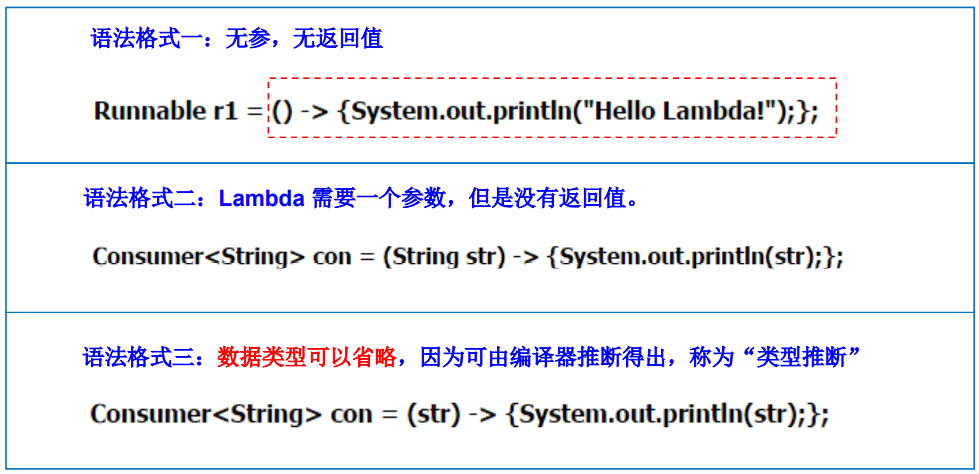 语法格式一：无参，无返回值
Runnable r1 = () -> {System.out.println("Hello Lambda!");};
语法格式二：Lambda 需要一个参数，但是没有返回值。
Consumer<String> con = (String str) -> {System.out.println(str);};
语法格式三：数据类型可以省略，因为可由编译器推断得出，称为“类型推断”
Consumer<String> con = (str) -> {System.out.println(str);};